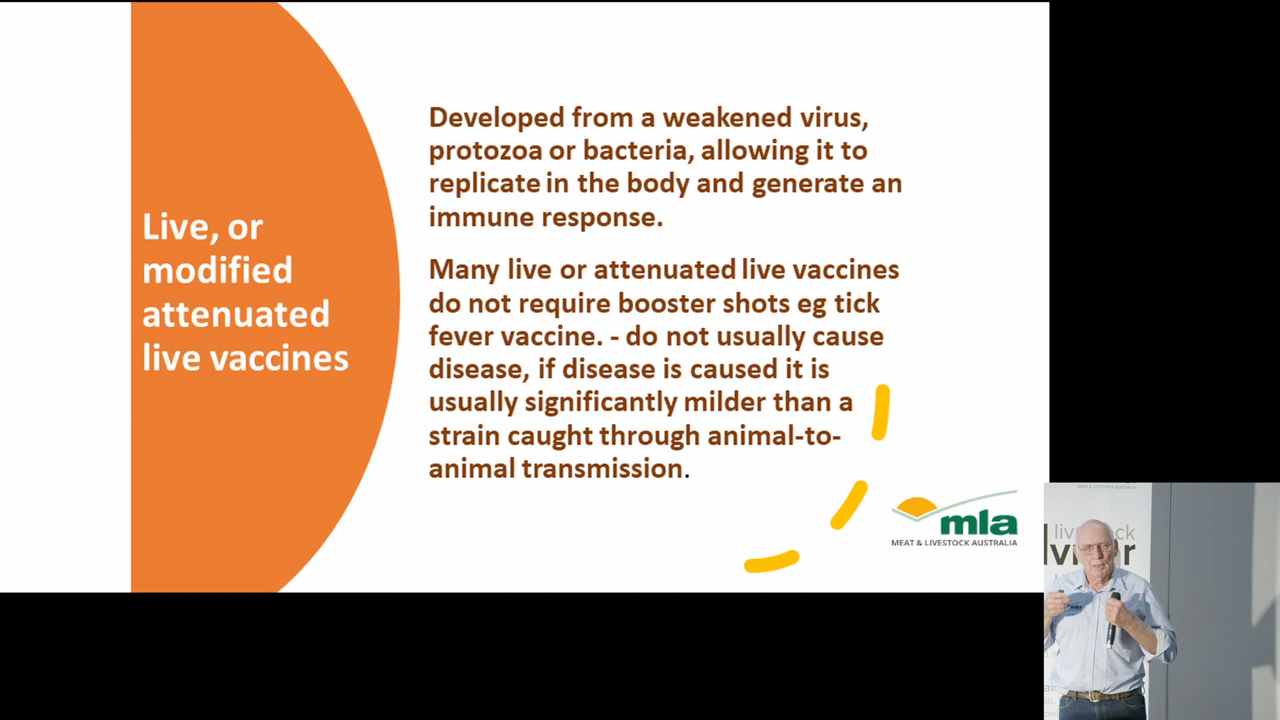 Live, or
modified
attenuated
live vaccines
Developed from a weakened virus,
protozoa or bacteria, allowing it to
replicate in the body and generate an
immune response.
Many live or attenuated live vaccines
do not require booster shots eg tick
fever vaccine. - do not usually cause
disease, if disease is caused it is
usually significantly milder than a
strain caught through animal-to-
animal transmission.
mla
MEAT & LIVESTOCK AUSTRALIA